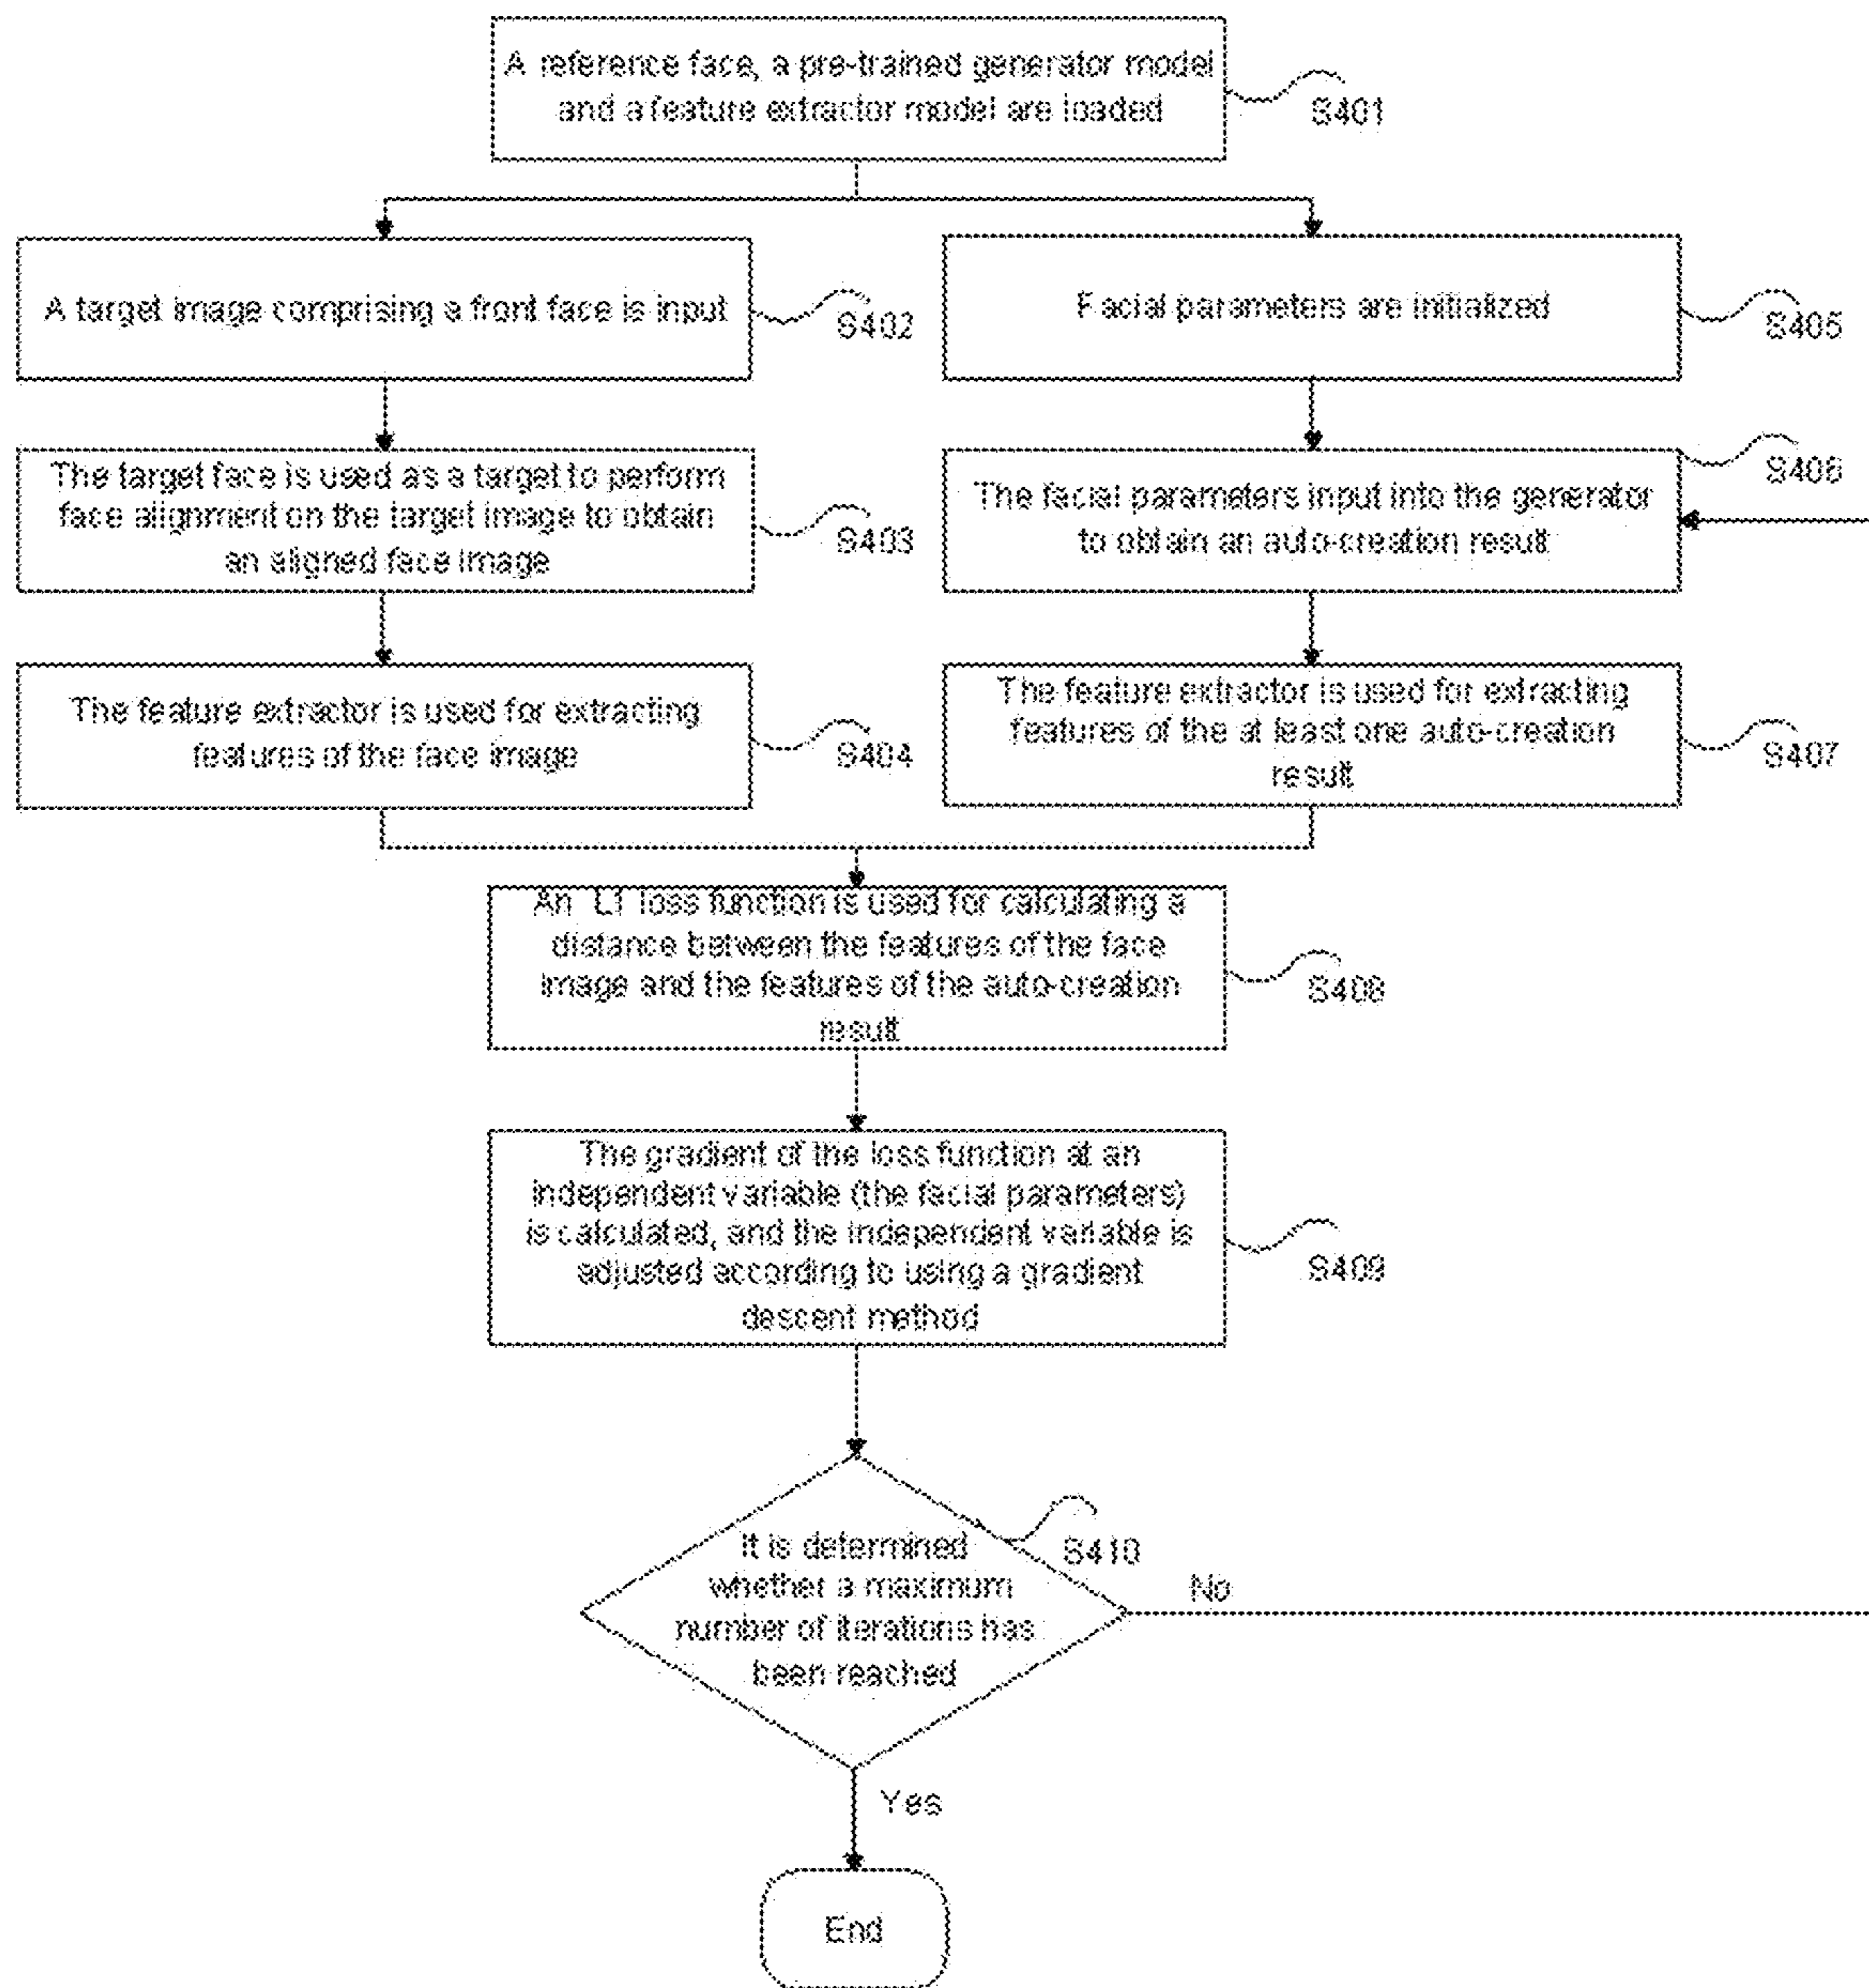 A reference face, a pre-trained generator model
and a feature extractor model are loaded
S401
A target image comprising a front face is input
S402
Facial parameters are initialized
S405
The target face is used as a target to perform
face alignment on the target image to obtain
an aligned face image
S403
The facial parameters input into the generator
to obtain an auto-creation result
S406
The feature extractor is used for extracting
features of the face image
S404
The feature extractor is used for extracting
features of the at least one auto-creation
result
S407
An L1 loss function is used for calculating a
distance between the features of the face
image and the features of the auto-creation
result
S408
The gradient of the loss function at an
independent variable (the facial parameters)
is calculated, and the independent variable is
adjusted according to using a gradient
descent method
S409
It is determined
whether a maximum
number of iterations has
been reached
S410
No
Yes
End